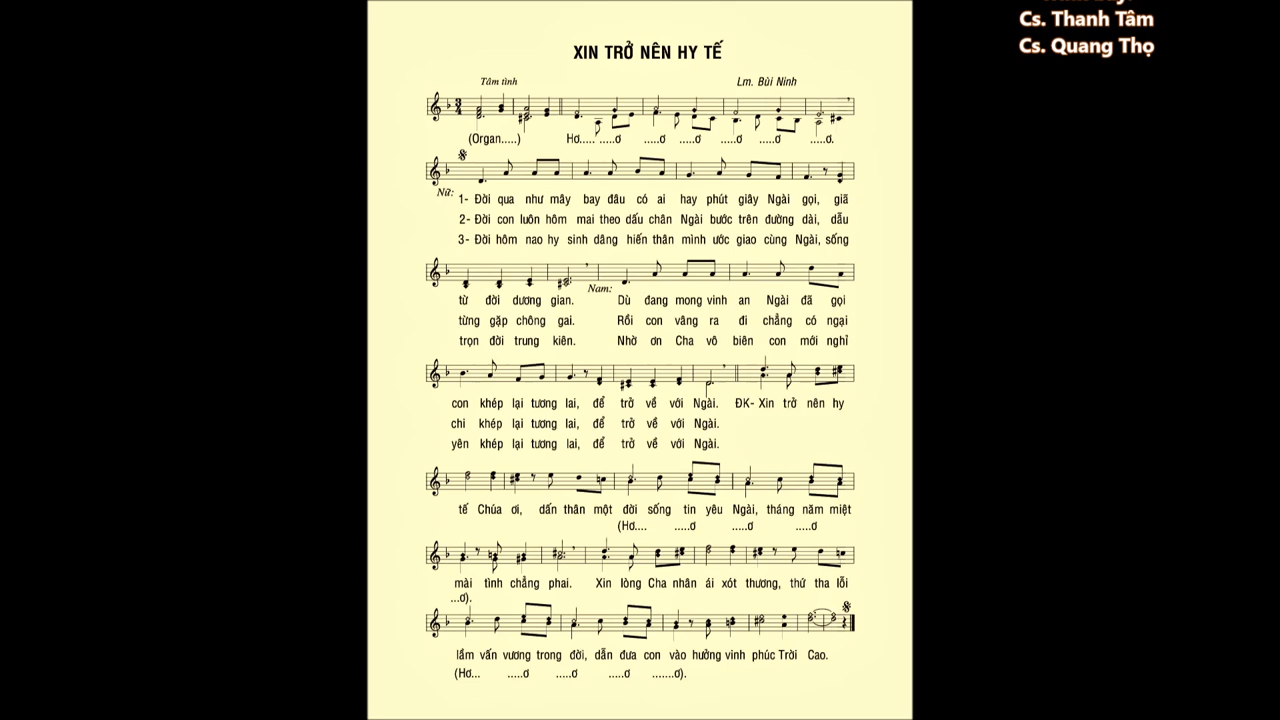 Cs. Thanh Tâm
Cs. Quang Thọ
XIN TRỞ NÊN HY TẾ
Tâm tình
Lm. Bùi Ninh
(Organ.....) Hơ..... .....ơ .....ơ .....ơ .....ơ .....ơ .....ơ.
Nữ:
1- Đời qua như mây bay đâu có ai hay phút giây Ngài gọi, giã
2- Đời con luôn hôm mai theo dấu chân Ngài bước trên đường dài, dẫu
3- Đời hôm nao hy sinh dâng hiến thân mình ước giao cùng Ngài, sống
Nam:
từ đời dương gian. Dù đang mong vinh an Ngài đã gọi
từng gặp chông gai. Rồi con vâng ra đi chẳng có ngại
trọn đời trung kiên. Nhờ ơn Cha vô biên con mới nghỉ
con khép lại tương lai, để trở về với Ngài. ĐK- Xin trở nên hy
chi khép lại tương lai, để trở về với Ngài.
yên khép lại tương lai, để trở về với Ngài.
tế Chúa ơi, dấn thân một đời sống tin yêu Ngài, tháng năm miệt
(Hơ.... .....ơ .....ơ .....ơ
mài tình chẳng phai. Xin lòng Cha nhân ái xót thương, thứ tha lỗi
...ơ).
lầm vấn vương trong đời, dẫn đưa con vào hưởng vinh phúc Trời Cao.
(Hơ... .....ơ .....ơ .....ơ .......ơ).